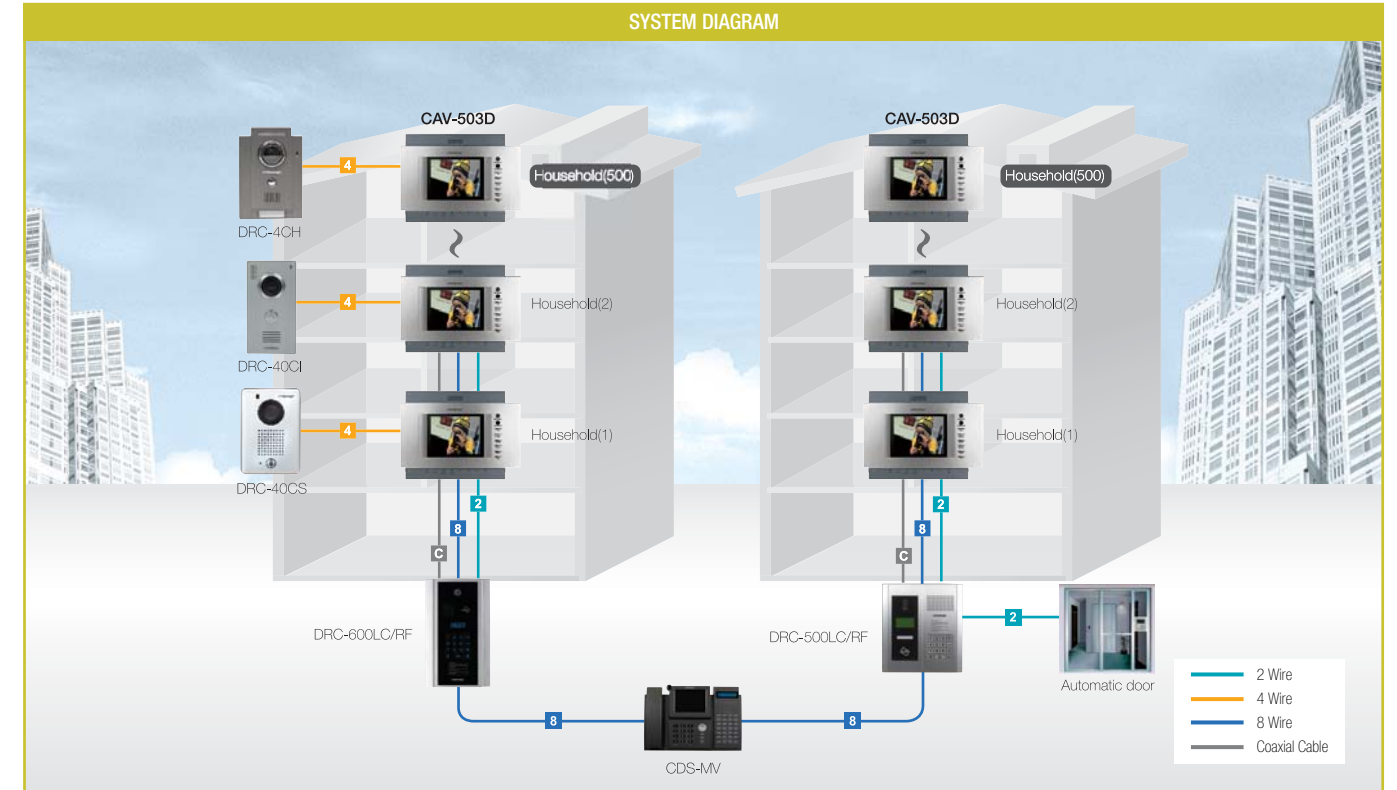 SYSTEM DIAGRAM
CAV-503D
CAV-503D
4
Household(500)
Household(500)
DRC-4CH
4
Household(2)
Household(2)
DRC-40CI
4
Household(1)
Household(1)
DRC-40CS
2
2
8
8
C
C
DRC-600LC/RF
DRC-500LC/RF
2
Automatic door
2 Wire
4 Wire
8 Wire
Coaxial Cable
8
8
CDS-MV